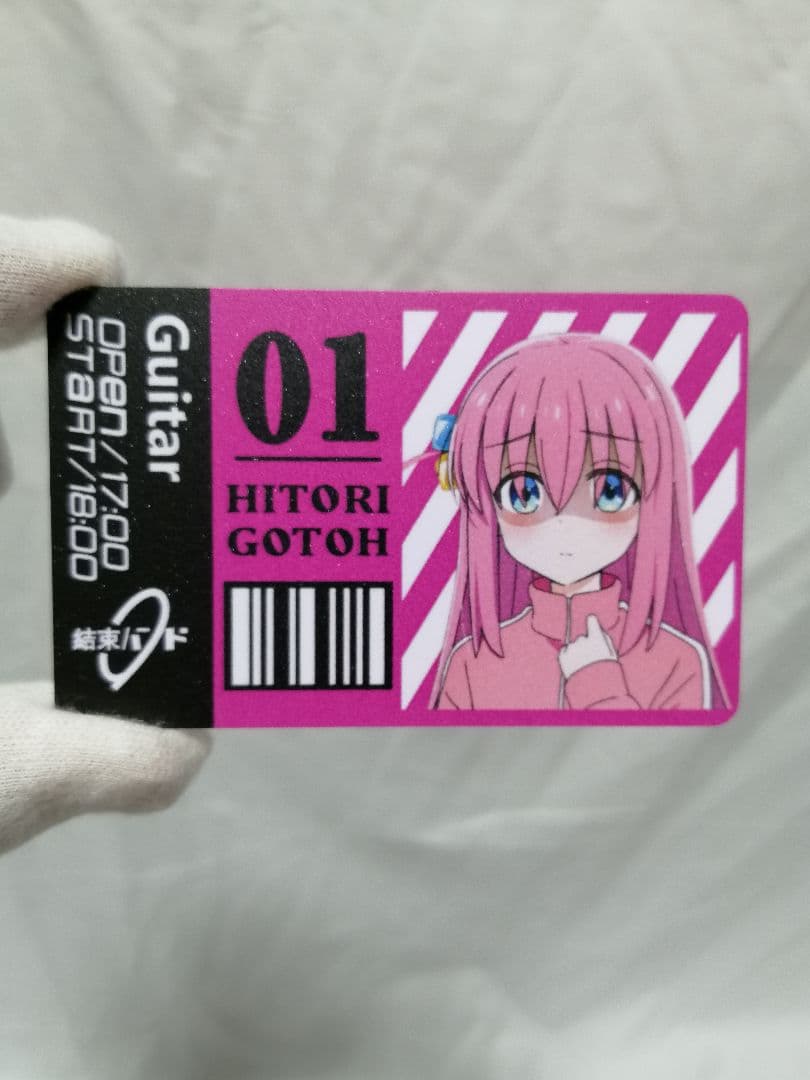 Guitar
OPEN/17:00
START/18:00
結束バンド
01
HITORI
GOTOH